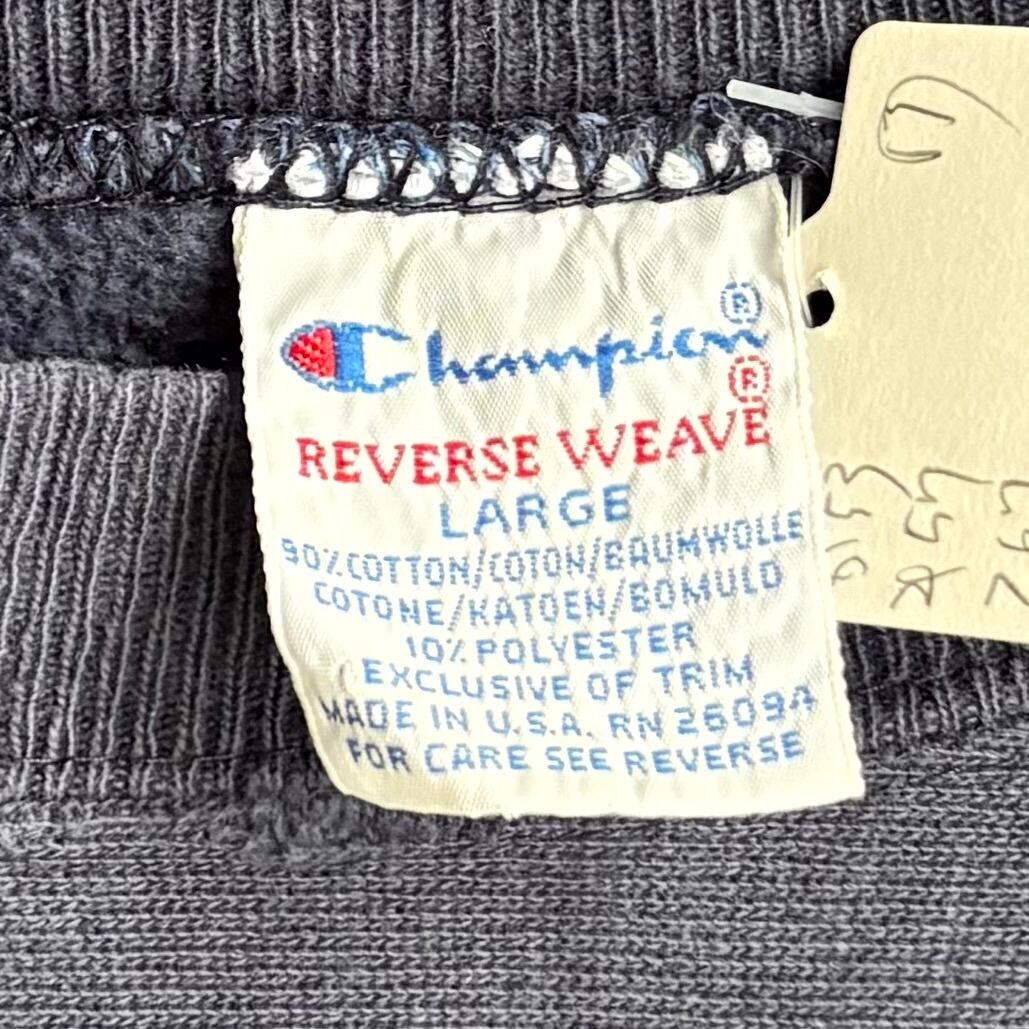 Champion®
REVERSE WEAVE®
LARGE
90% COTTON/COTON/BAUMWOLLE
COTONE/KATOEN/BOMULD
10% POLYESTER
EXCLUSIVE OF TRIM
MADE IN U.S.A. RN 26094
FOR CARE SEE REVERSE